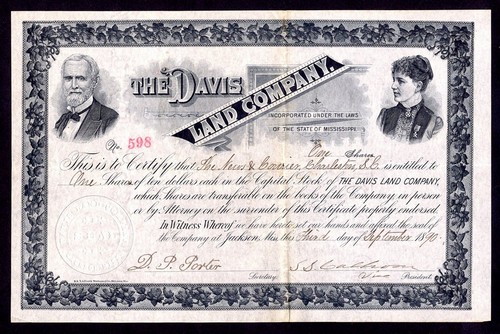 THE DAVIS
LAND COMPANY.
INCORPORATED UNDER THE LAWS
OF THE STATE OF MISSISSIPPI.
No. 598
One Shares
This is to Certify that The News & Courier, Charleston, S.C. is entitled to
One Shares of ten dollars each in the Capital Stock of THE DAVIS LAND COMPANY,
which Shares are transferable on the books of the Company, in person
or by Attorney on the surrender of this Certificate properly endorsed.
In Witness Whereof we have hereto set our hands and affixed the seal of
the Company at Jackson, Miss. this Third day of September 1890.
D. P. Porter S. S. Calhoon
Secretary. Vice President.